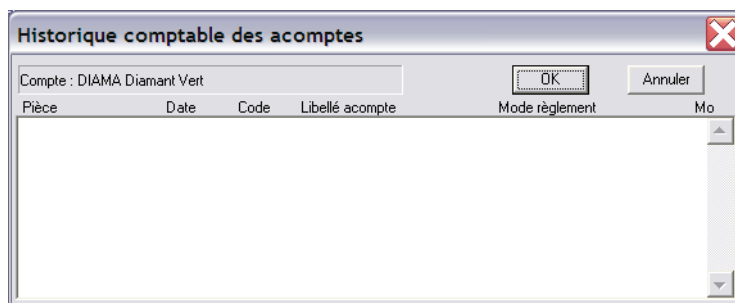 Historique comptable des acomptes
Compte : DIAMA Diamant Vert
OK
Annuler
Pièce Date Code Libellé acompte Mode règlement Mo